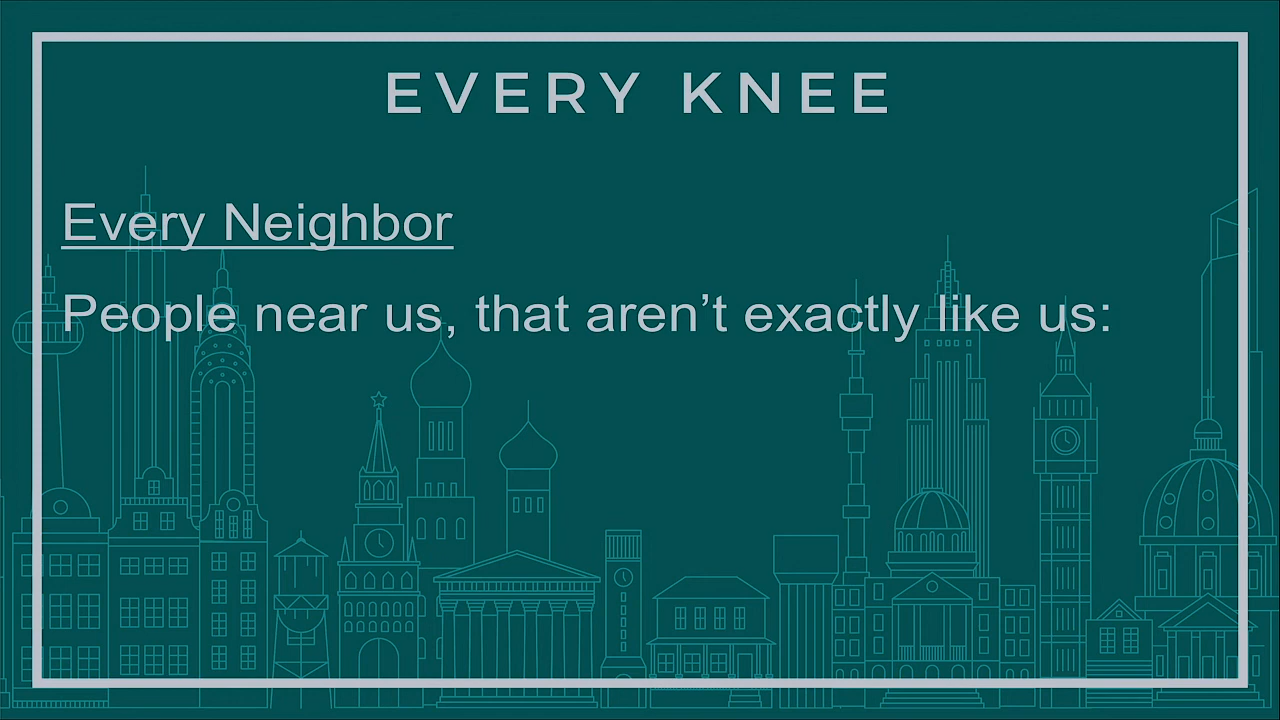 EVERY KNEE
Every Neighbor
People near us, that aren’t exactly like us: